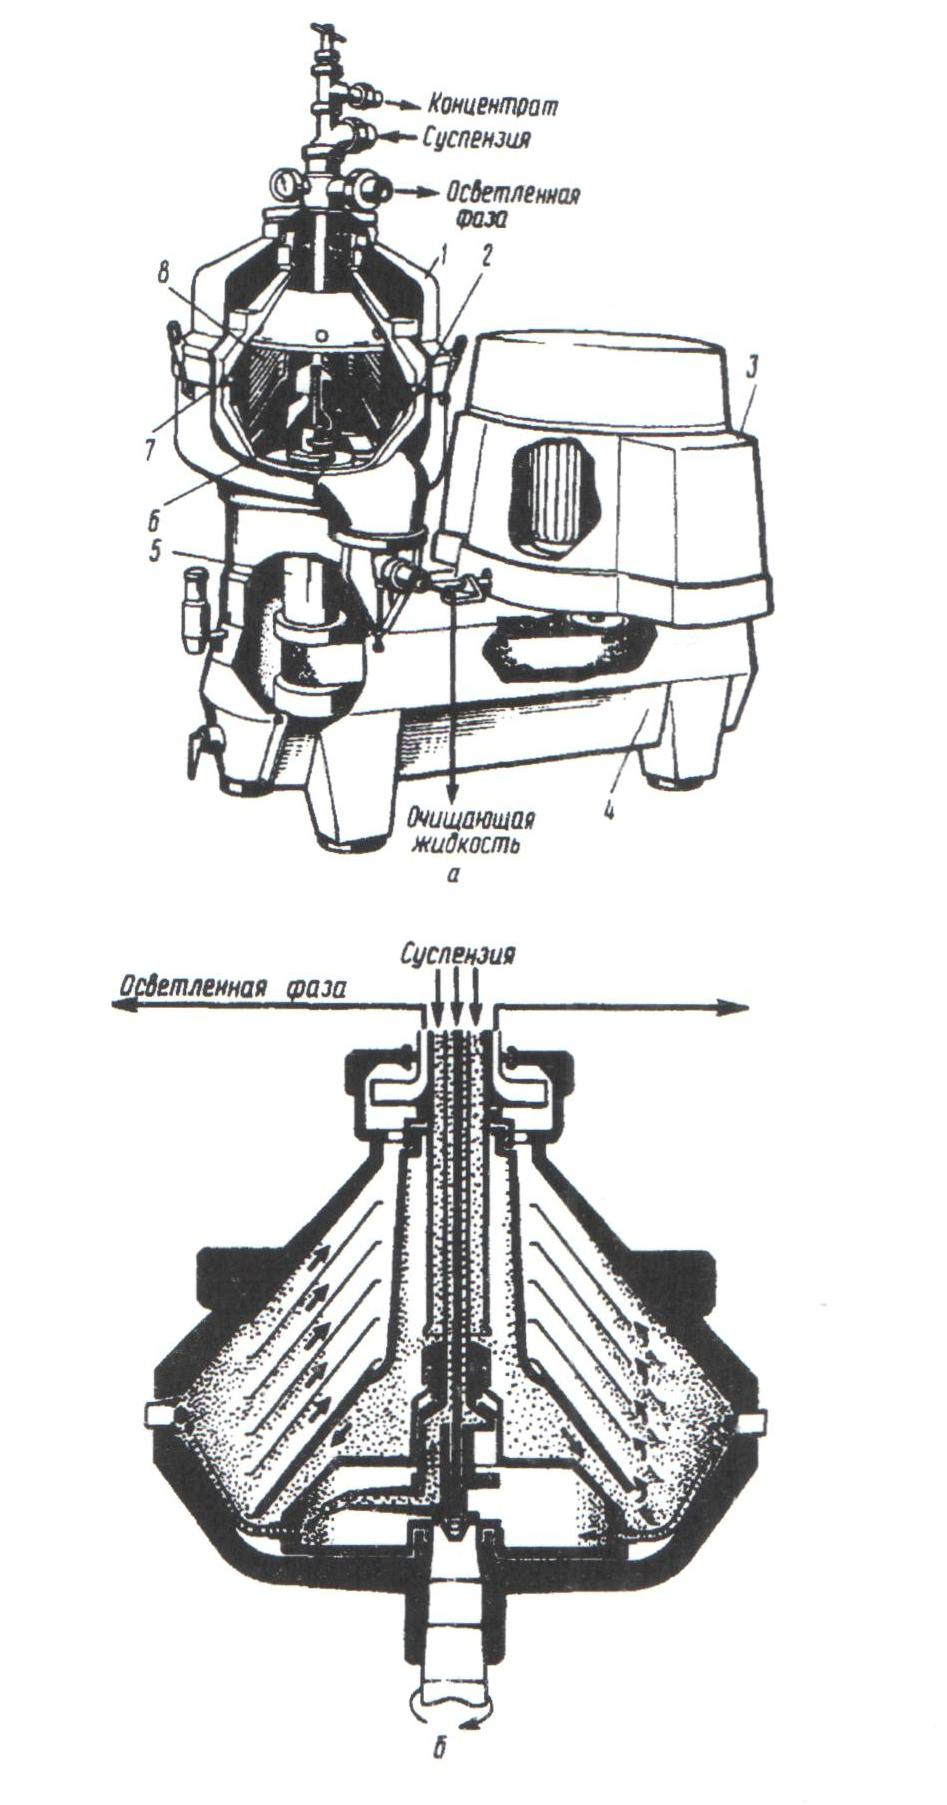 Концентрат
Суспензия
Осветленная
фаза
1
2
8
3
7
6
5
4
Очищающая
жидкость
а
Суспензия
Осветленная фаза
б